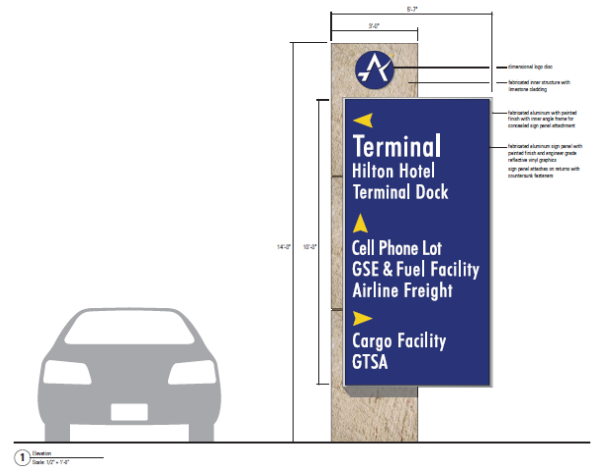 3'-0"
dimensional logo disc
fabricated inner structure with
limestone cladding
fabricated aluminum with painted
finish with inner angle frame for
concealed sign panel attachment
Terminal
Hilton Hotel
Terminal Dock
fabricated aluminum sign panel with
painted finish and engineer grade
reflective vinyl graphics
sign panel attaches on returns with
countersunk fasteners
14'-0"
10'-0"
Cell Phone Lot
GSE & Fuel Facility
Airline Freight
Cargo Facility
GTSA
1
Elevation
Scale: 1/2" = 1'-0"